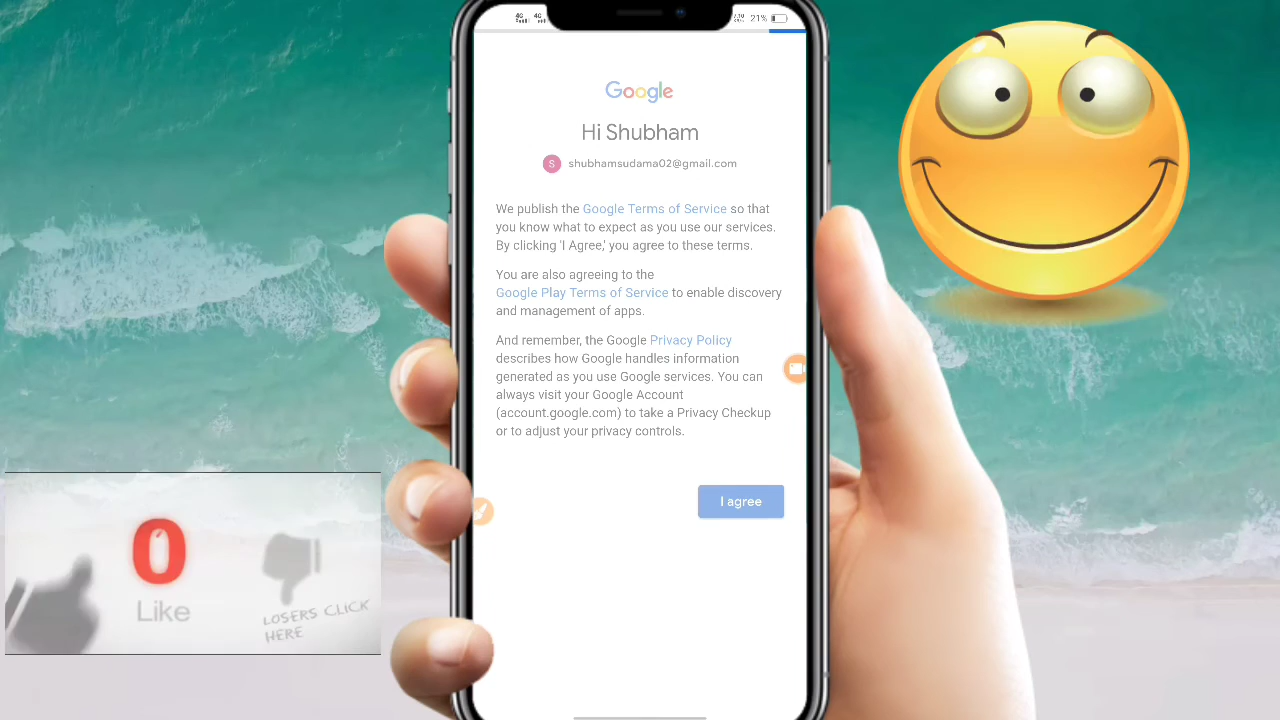 4G 4G 21%
Google
Hi Shubham
S shubhamsudama02@gmail.com
We publish the Google Terms of Service so that
you know what to expect as you use our services.
By clicking 'I Agree,' you agree to these terms.
You are also agreeing to the
Google Play Terms of Service to enable discovery
and management of apps.
And remember, the Google Privacy Policy
describes how Google handles information
generated as you use Google services. You can
always visit your Google Account
(account.google.com) to take a Privacy Checkup
or to adjust your privacy controls.
I agree
0
Like
LOSERS CLICK
HERE